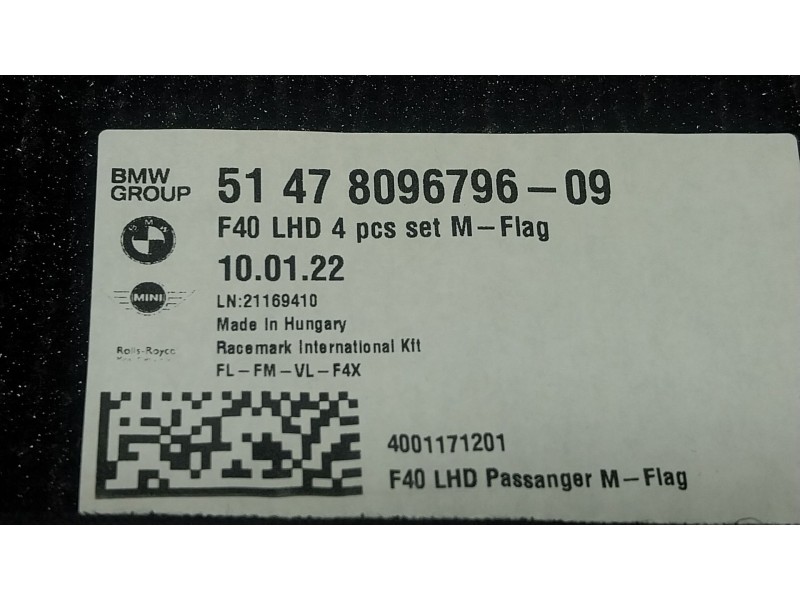 BMW
GROUP
51 47 8096796-09
F40 LHD 4 pcs set M-Flag
BMW
10.01.22
MINI
LN:21169410
Made In Hungary
Rolls-Royce
Racemark International Kft
FL-FM-VL-F4X
4001171201
F40 LHD Passanger M-Flag